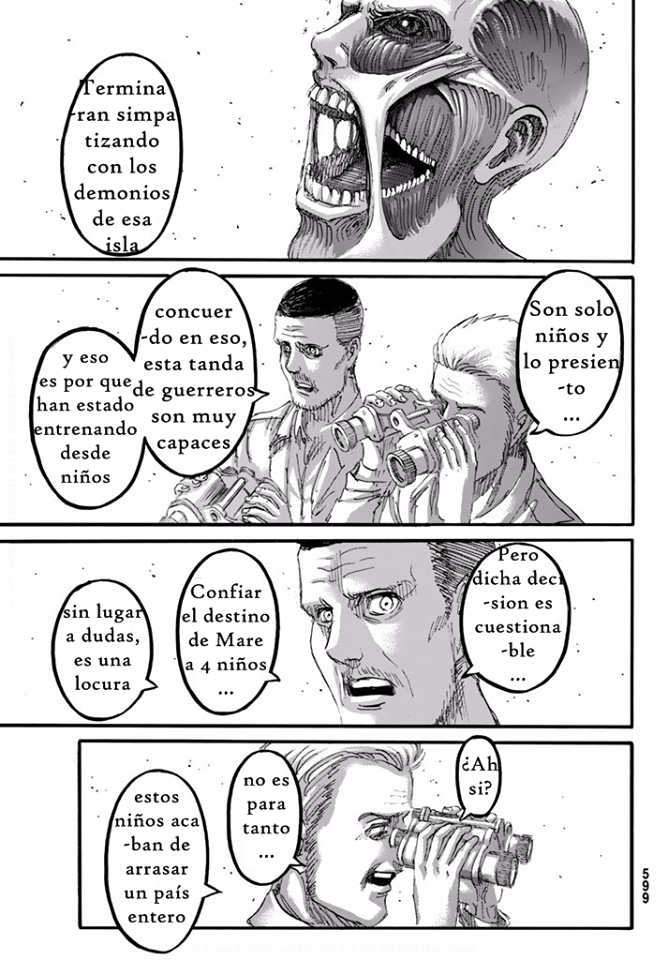 Termina
-ran simpa
tizando
con los
demonios
de esa
isla
Son solo
niños y
lo presien
-to
...
concuer
-do en eso,
esta tanda
de guerreros
son muy
capaces
y eso
es por que
han estado
entrenando
desde
niños
Pero
dicha deci
-sion es
cuestiona
-ble
...
Confiar
el destino
de Mare
a 4 niños
...
sin lugar
a dudas,
es una
locura
¿Ah
si?
no es
para
tanto
...
estos
niños aca
-ban de
arrasar
un país
entero
599